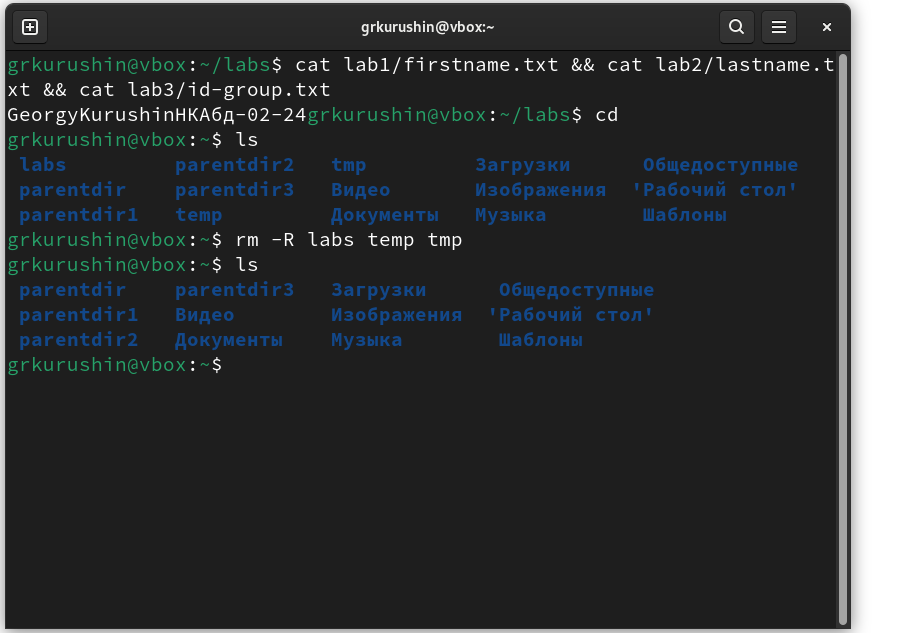 grkurushin@vbox:~
grkurushin@vbox:~/labs$ cat lab1/firstname.txt && cat lab2/lastname.t
xt && cat lab3/id-group.txt
GeorgyKurushinНКАбд-02-24grkurushin@vbox:~/labs$ cd
grkurushin@vbox:~$ ls
labs parentdir2 tmp Загрузки Общедоступные
parentdir parentdir3 Видео Изображения 'Рабочий стол'
parentdir1 temp Документы Музыка Шаблоны
grkurushin@vbox:~$ rm -R labs temp tmp
grkurushin@vbox:~$ ls
parentdir parentdir3 Загрузки Общедоступные
parentdir1 Видео Изображения 'Рабочий стол'
parentdir2 Документы Музыка Шаблоны
grkurushin@vbox:~$